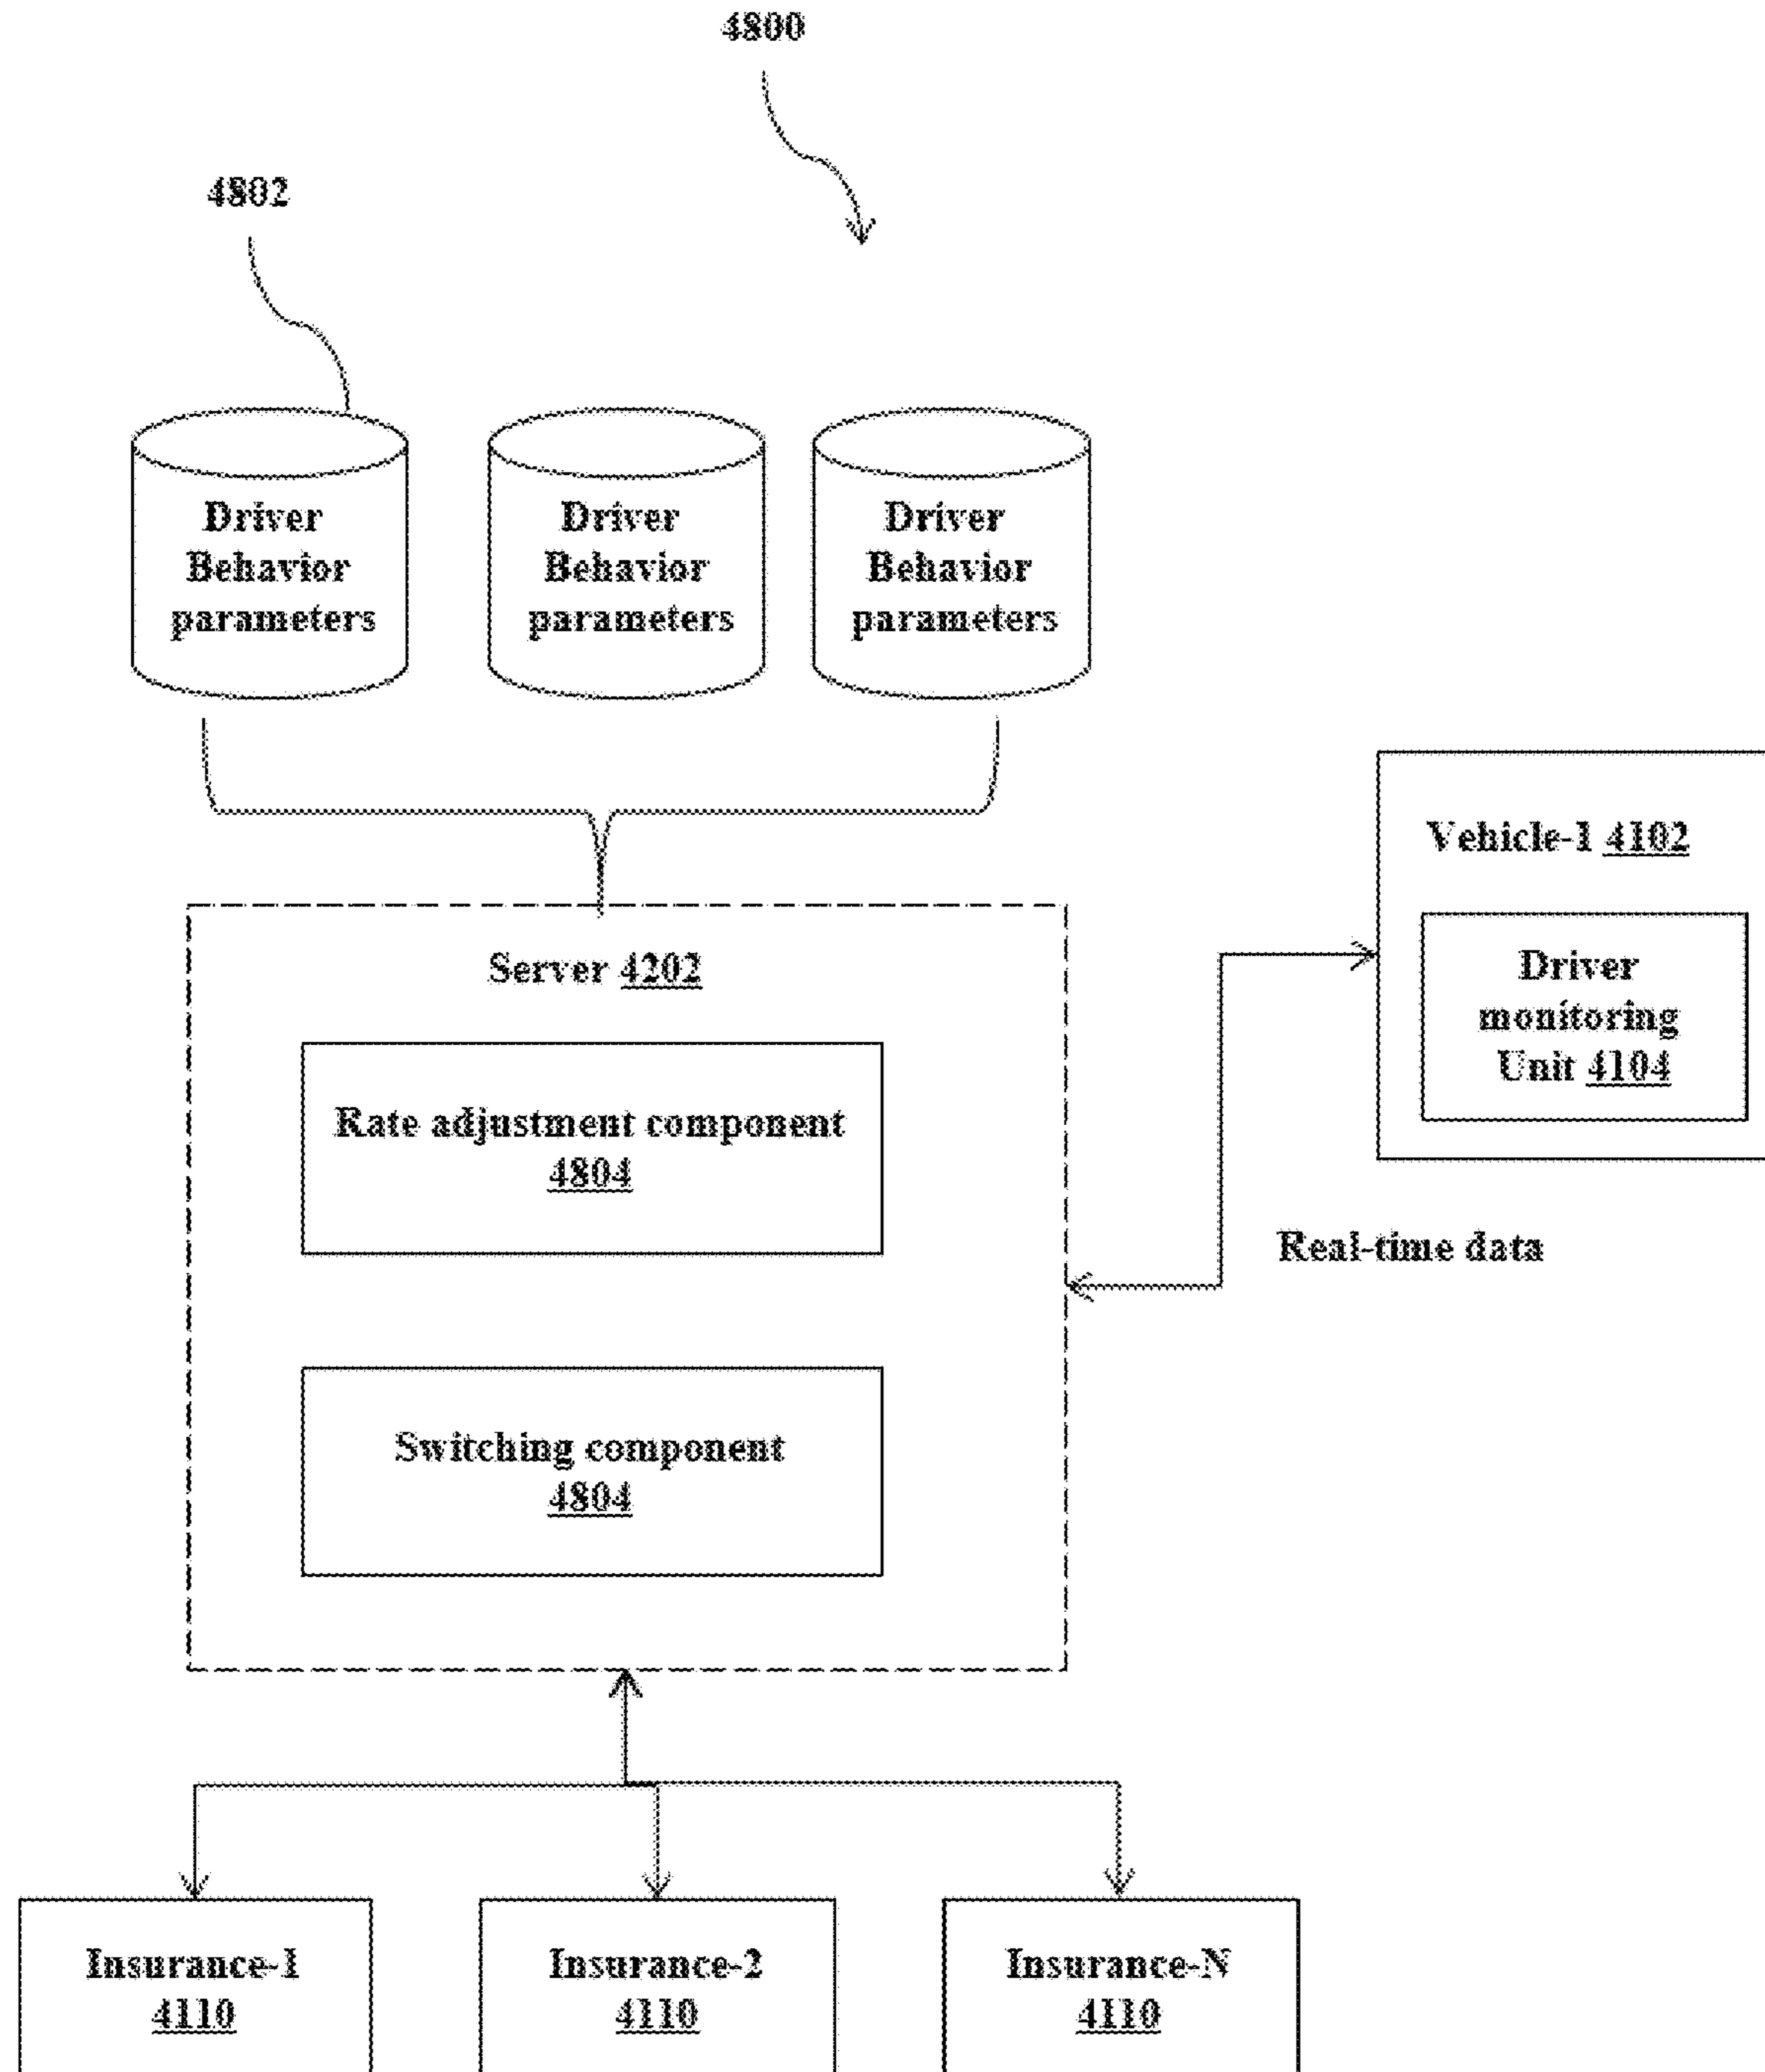 4800
4802
Driver
Behavior
parameters
Driver
Behavior
parameters
Driver
Behavior
parameters
Vehicle-1 4102
Driver
monitoring
Unit 4104
Server 4202
Rate adjustment component
4804
Real-time data
Switching component
4804
Insurance-1
4110
Insurance-2
4110
Insurance-N
4110